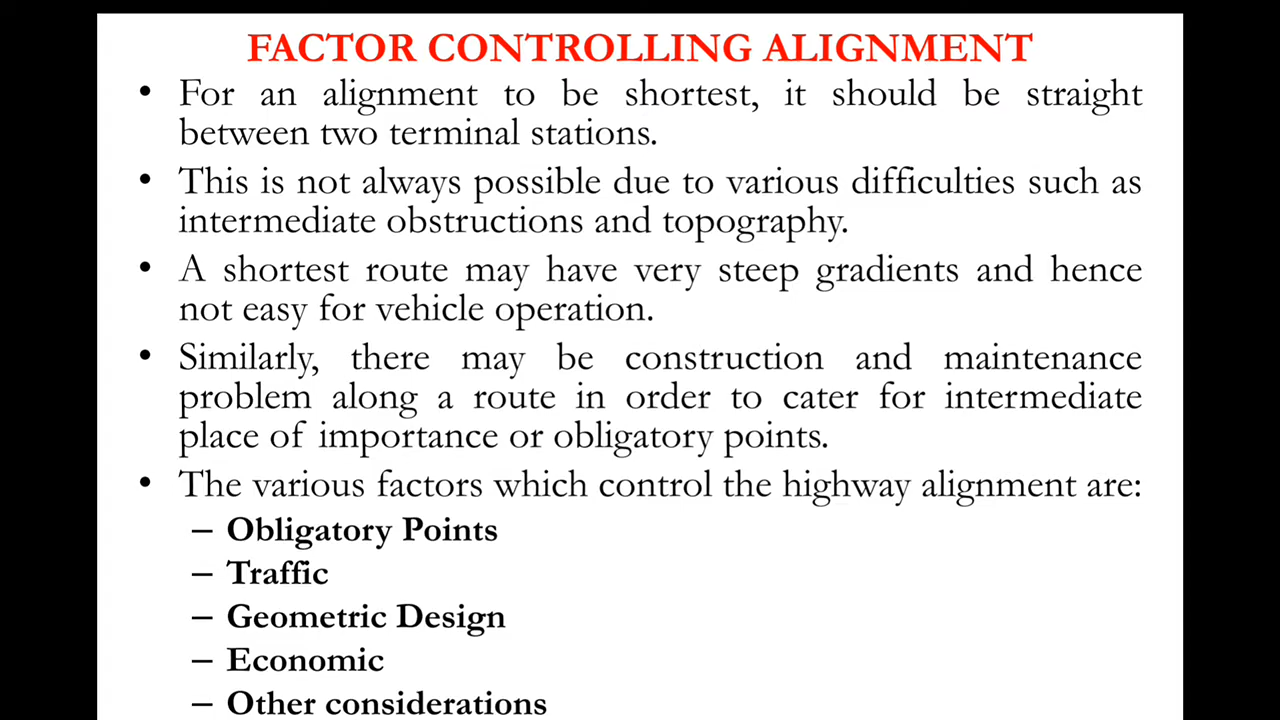 FACTOR CONTROLLING ALIGNMENT
• For an alignment to be shortest, it should be straight
between two terminal stations.
• This is not always possible due to various difficulties such as
intermediate obstructions and topography.
• A shortest route may have very steep gradients and hence
not easy for vehicle operation.
• Similarly, there may be construction and maintenance
problem along a route in order to cater for intermediate
place of importance or obligatory points.
• The various factors which control the highway alignment are:
– Obligatory Points
– Traffic
– Geometric Design
– Economic
– Other considerations